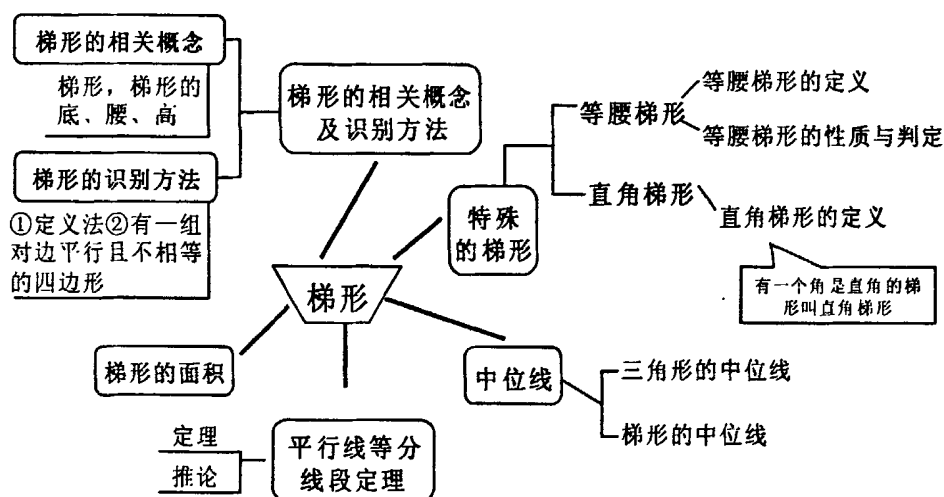 梯形的相关概念
梯形，梯形的
底、腰、高
梯形的识别方法
①定义法②有一组
对边平行且不相等
的四边形
梯形的相关概念
及识别方法
特殊
的梯形
等腰梯形
等腰梯形的定义
等腰梯形的性质与判定
直角梯形
直角梯形的定义
有一个角是直角的梯
形叫直角梯形
梯形
梯形的面积
中位线
三角形的中位线
梯形的中位线
定理
推论
平行线等分
线段定理